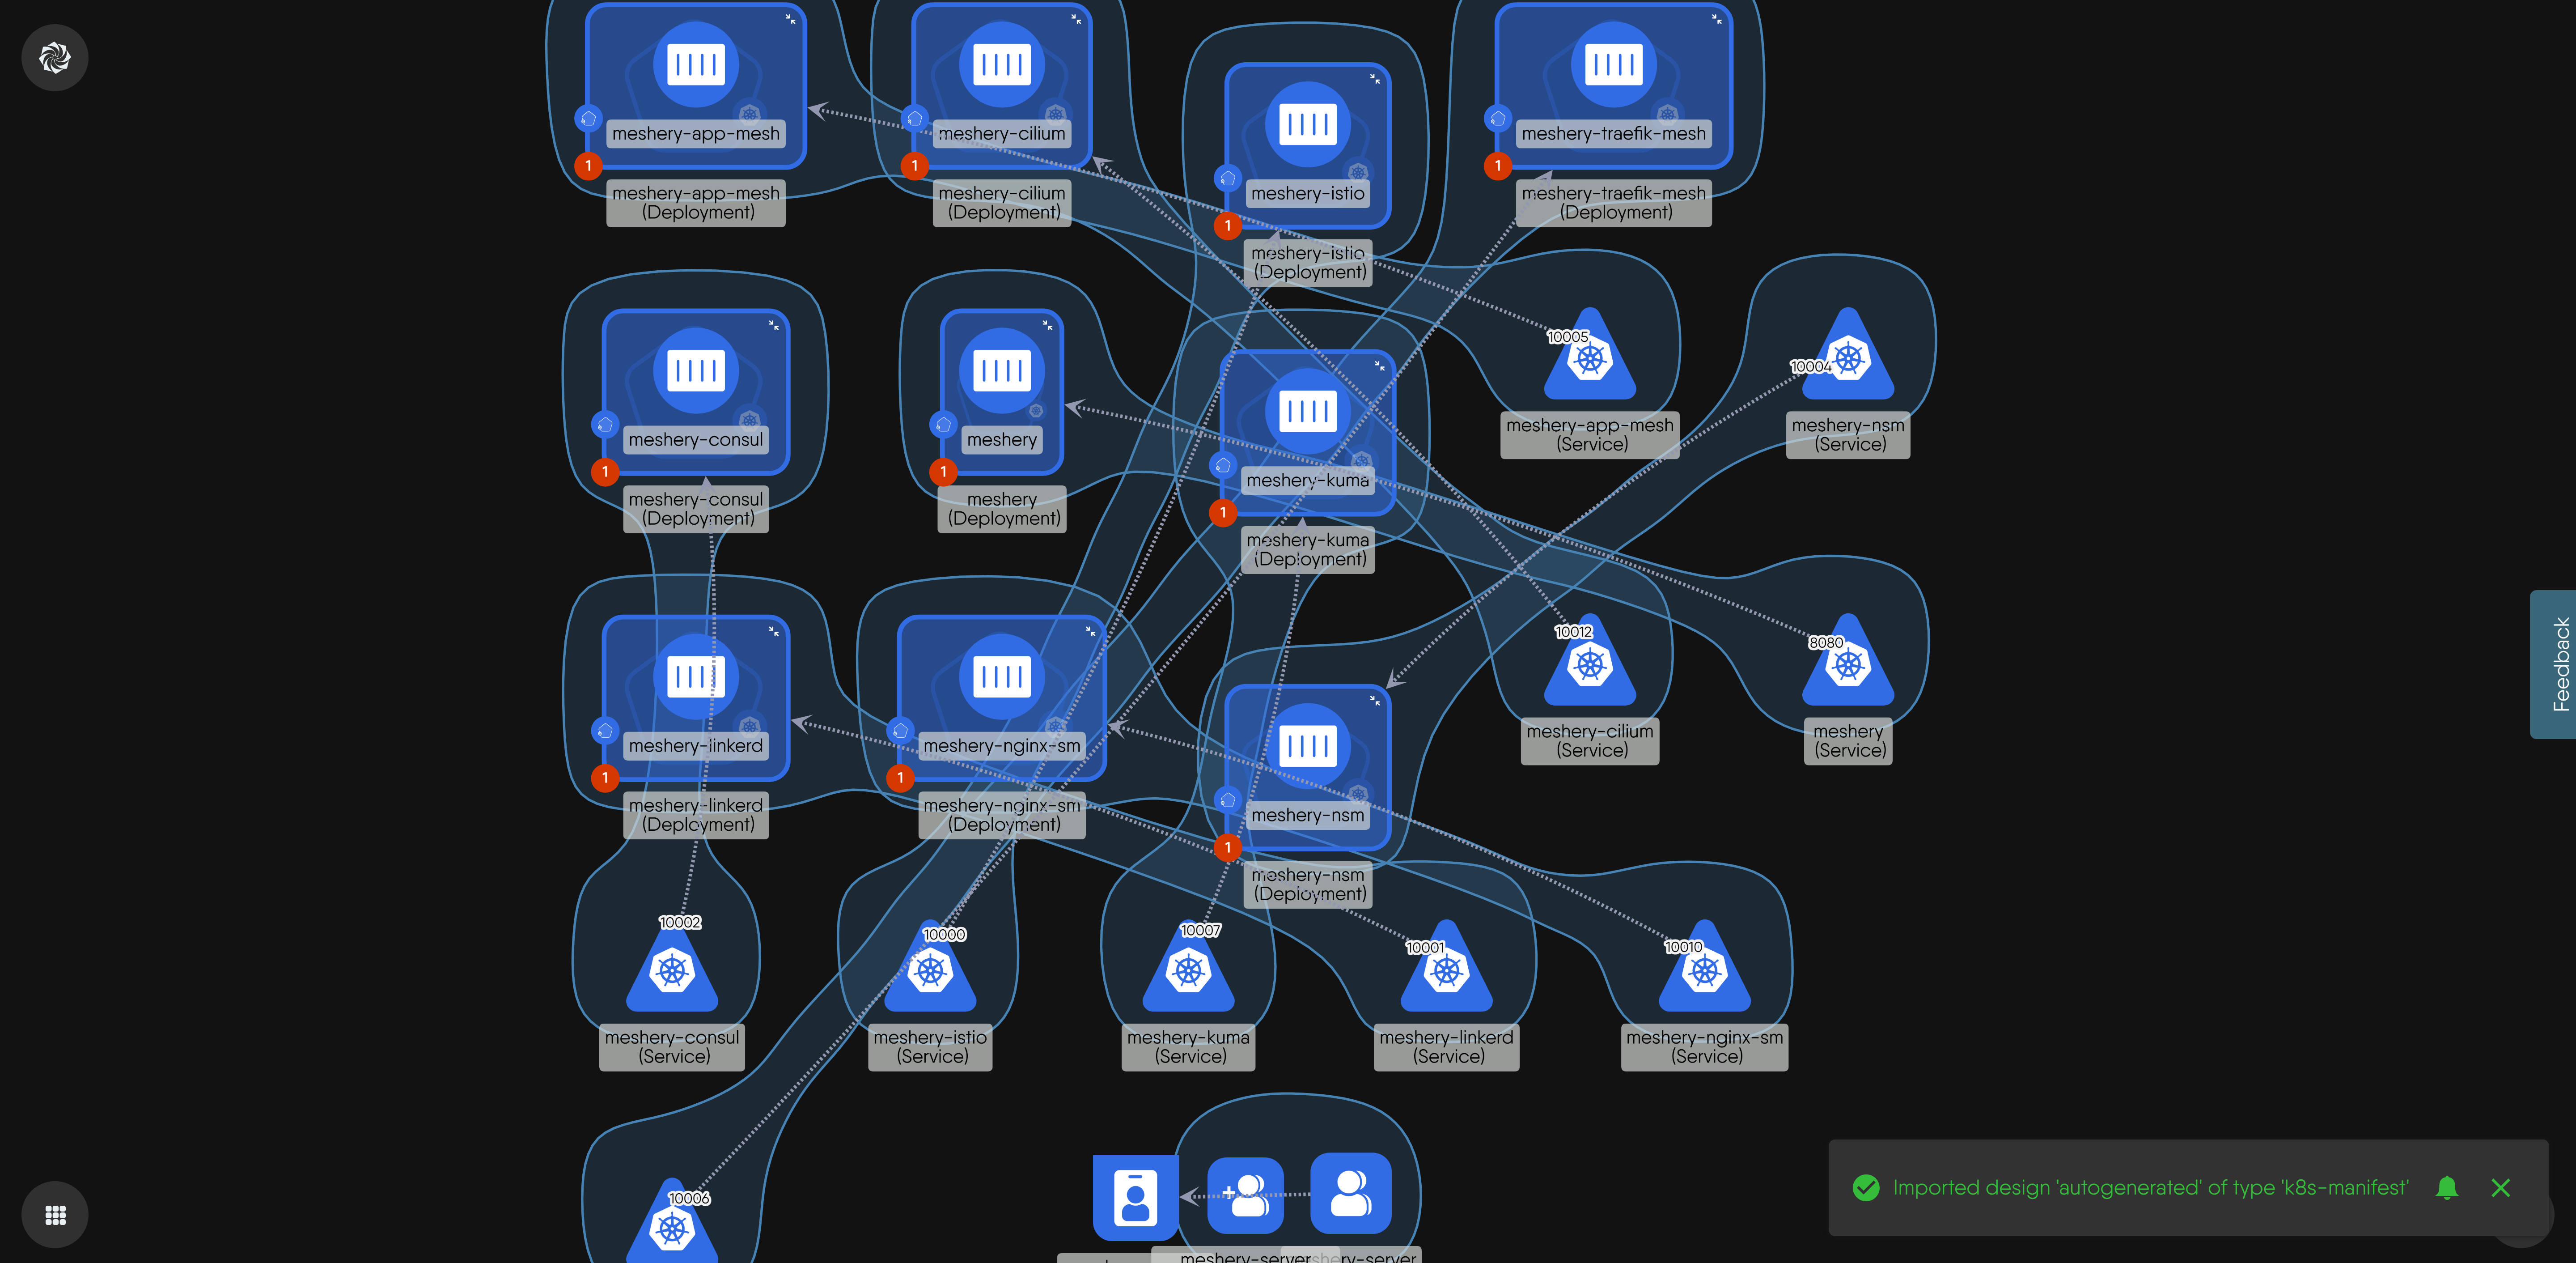 meshery-app-mesh
1
meshery-app-mesh
(Deployment)
meshery-cilium
1
meshery-cilium
(Deployment)
meshery-istio
1
meshery-istio
(Deployment)
meshery-traefik-mesh
1
meshery-traefik-mesh
(Deployment)
meshery-consul
1
meshery-consul
(Deployment)
meshery
1
meshery
(Deployment)
meshery-kuma
1
meshery-kuma
(Deployment)
10005
meshery-app-mesh
(Service)
10004
meshery-nsm
(Service)
meshery-linkerd
1
meshery-linkerd
(Deployment)
meshery-nginx-sm
1
meshery-nginx-sm
(Deployment)
meshery-nsm
1
meshery-nsm
(Deployment)
10012
meshery-cilium
(Service)
8080
meshery
(Service)
Feedback
10002
meshery-consul
(Service)
10000
meshery-istio
(Service)
10007
meshery-kuma
(Service)
10001
meshery-linkerd
(Service)
10010
meshery-nginx-sm
(Service)
10006
meshery-server
Imported design 'autogenerated' of type 'k8s-manifest'